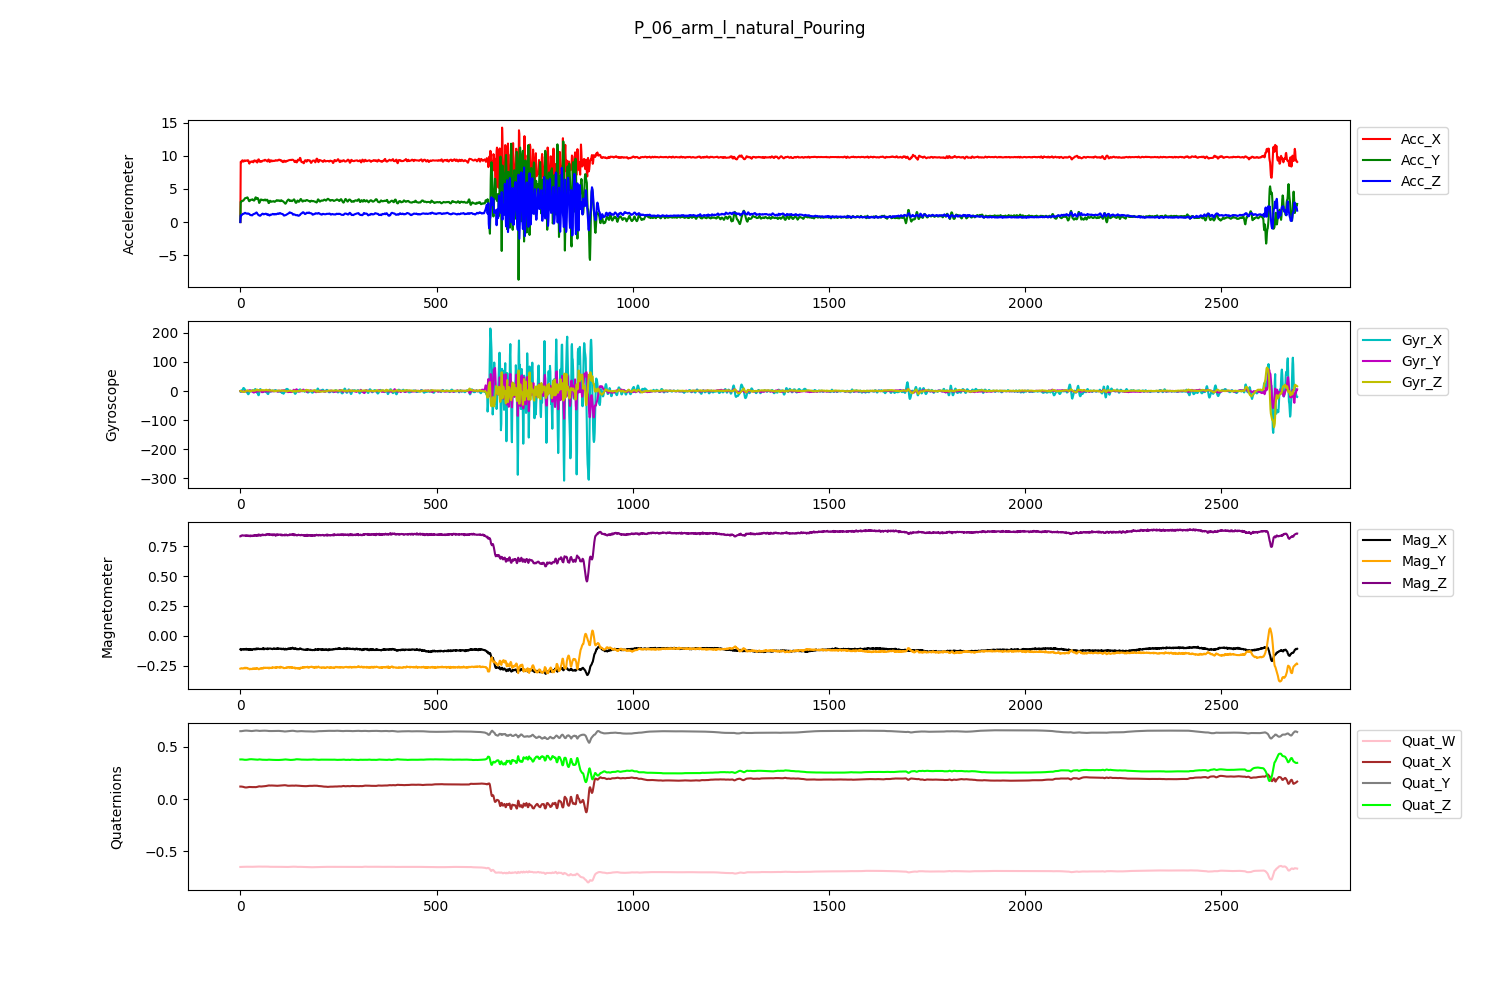 P_06_arm_l_natural_Pouring
Accelerometer
15
10
5
0
−5
0 500 1000 1500 2000 2500
Acc_X
Acc_Y
Acc_Z
Gyroscope
200
100
0
−100
−200
−300
0 500 1000 1500 2000 2500
Gyr_X
Gyr_Y
Gyr_Z
Magnetometer
0.75
0.50
0.25
0.00
−0.25
0 500 1000 1500 2000 2500
Mag_X
Mag_Y
Mag_Z
Quaternions
0.5
0.0
−0.5
0 500 1000 1500 2000 2500
Quat_W
Quat_X
Quat_Y
Quat_Z